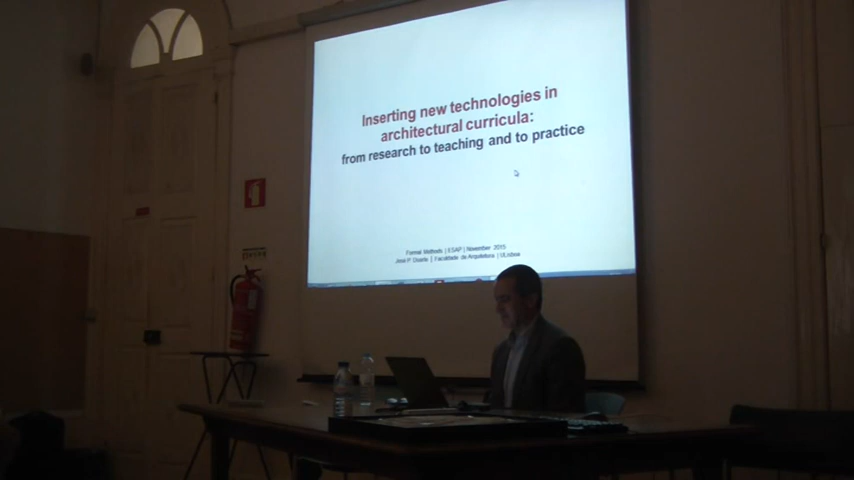 Inserting new technologies in
architectural curricula:
from research to teaching and to practice
Formal Methods | ESAP | November 2015
José P. Duarte | Faculdade de Arquitetura | ULisboa